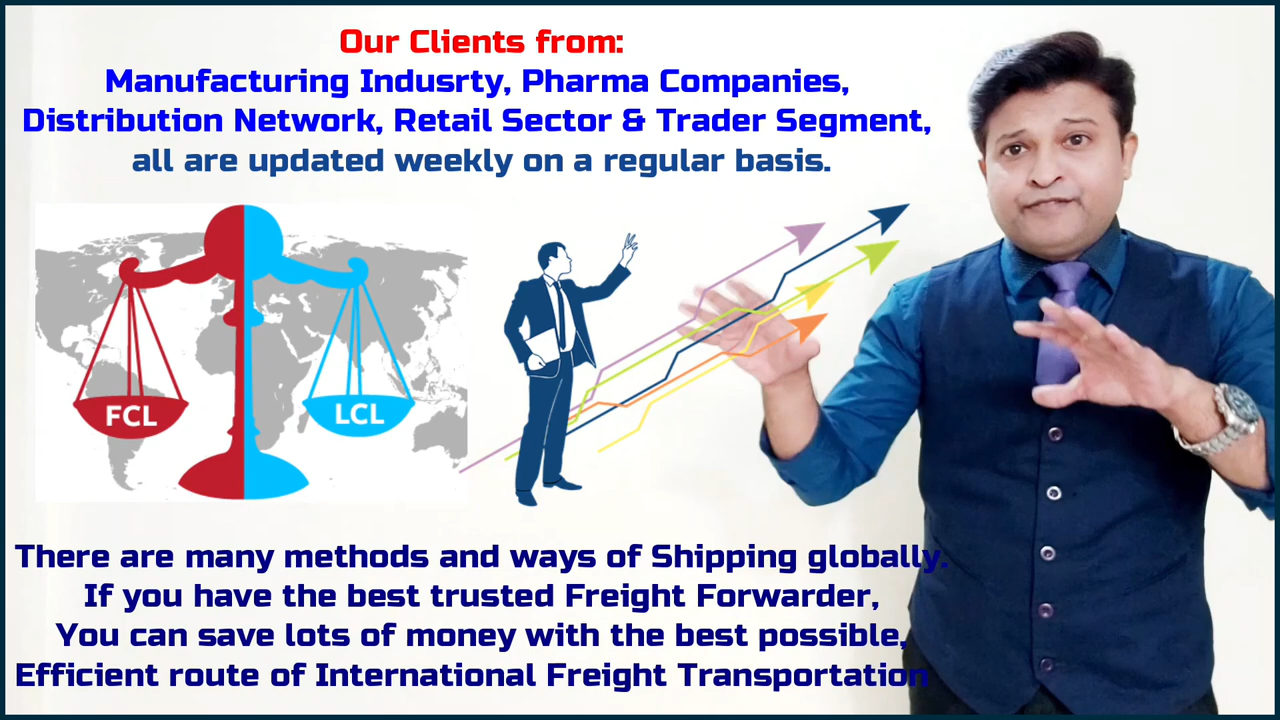 Our Clients from:
Manufacturing Indusrty, Pharma Companies,
Distribution Network, Retail Sector & Trader Segment,
all are updated weekly on a regular basis.
FCL
LCL
There are many methods and ways of Shipping globally.
If you have the best trusted Freight Forwarder,
You can save lots of money with the best possible,
Efficient route of International Freight Transportation